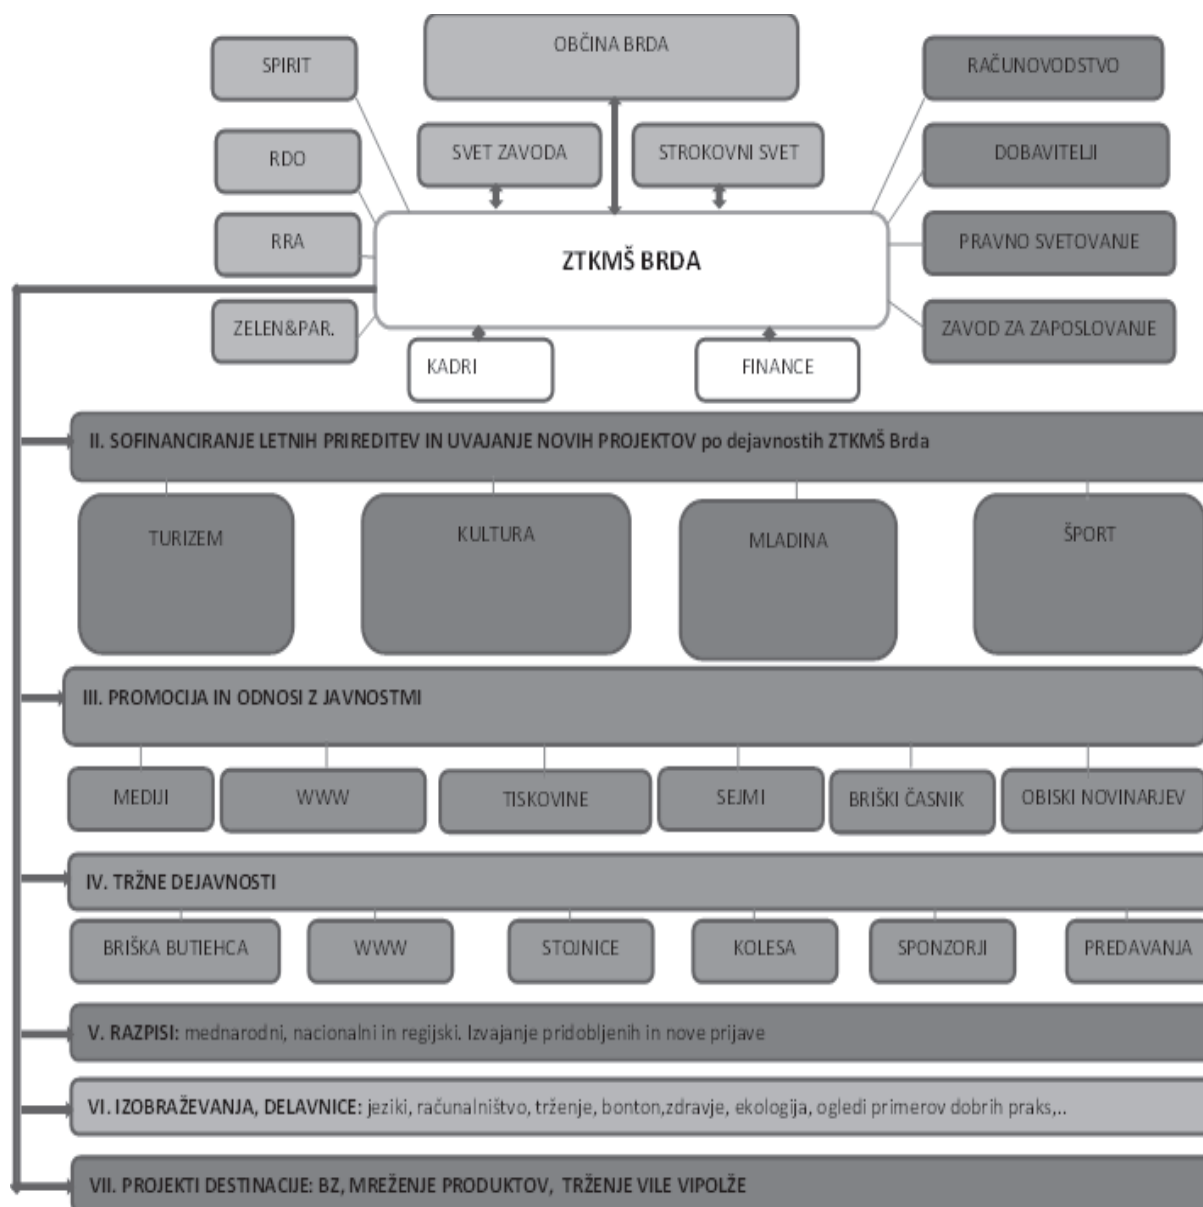 OBČINA BRDA
SPIRIT
RAČUNOVODSTVO
RDO
SVET ZAVODA
STROKOVNI SVET
DOBAVITELJI
RRA
ZTKMŠ BRDA
PRAVNO SVETOVANJE
ZELEN&PAR.
ZAVOD ZA ZAPOSLOVANJE
KADRI
FINANCE
II. SOFINANCIRANJE LETNIH PRIREDITEV IN UVAJANJE NOVIH PROJEKTOV po dejavnostih ZTKMŠ Brda
TURIZEM
KULTURA
MLADINA
ŠPORT
III. PROMOCIJA IN ODNOSI Z JAVNOSTMI
MEDIJI
WWW
TISKOVINE
SEJMI
BRIŠKI ČASNIK
OBISKI NOVINARJEV
IV. TRŽNE DEJAVNOSTI
BRIŠKA BUTIEHCA
WWW
STOJNICE
KOLESA
SPONZORJI
PREDAVANJA
V. RAZPISI: mednarodni, nacionalni in regijski. Izvajanje pridobljenih in nove prijave
VI. IZOBRAŽEVANJA, DELAVNICE: jeziki, računalništvo, trženje, bonton,zdravje, ekologija, ogledi primerov dobrih praks,..
VII. PROJEKTI DESTINACIJE: BZ, MREŽENJE PRODUKTOV, TRŽENJE VILE VIPOLŽE